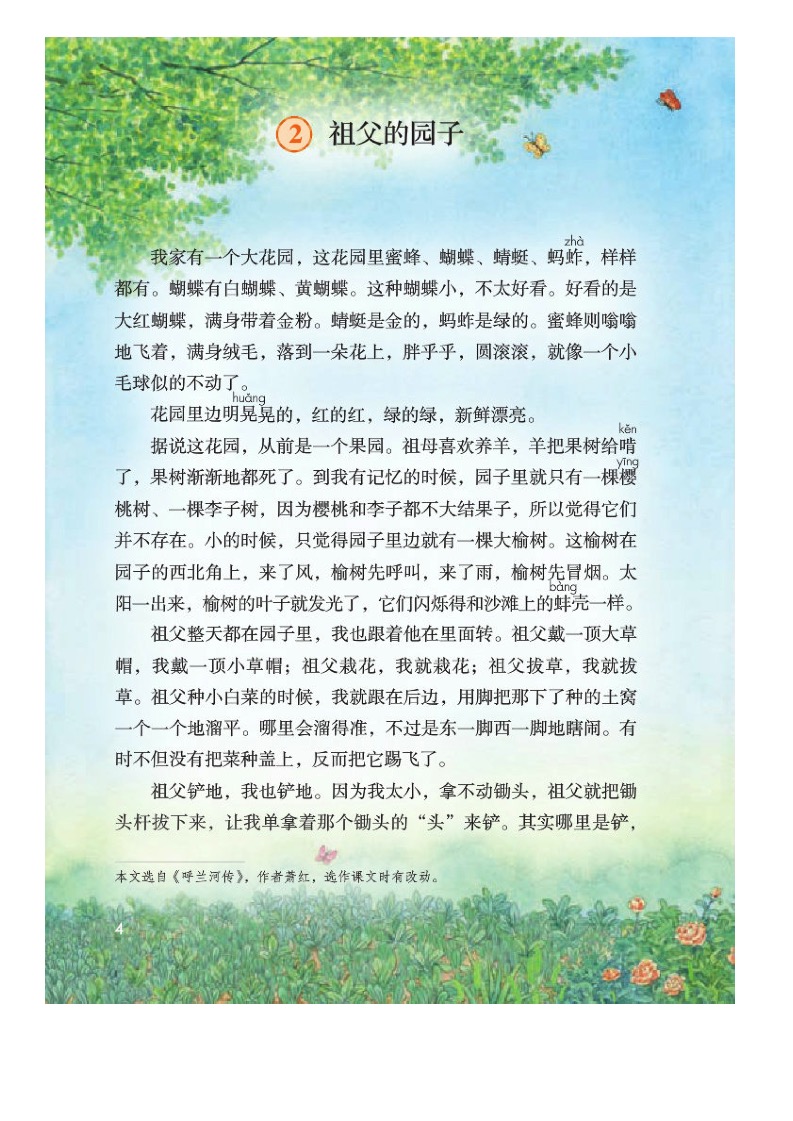 2 祖父的园子
zhà
我家有一个大花园，这花园里蜜蜂、蝴蝶、蜻蜓、蚂蚱，样样
都有。蝴蝶有白蝴蝶、黄蝴蝶。这种蝴蝶小，不太好看。好看的是
大红蝴蝶，满身带着金粉。蜻蜓是金的，蚂蚱是绿的。蜜蜂则嗡嗡
地飞着，满身绒毛，落到一朵花上，胖乎乎，圆滚滚，就像一个小
毛球似的不动了。
huǎng
花园里边明晃晃的，红的红，绿的绿，新鲜漂亮。
kěn
据说这花园，从前是一个果园。祖母喜欢养羊，羊把果树给啃
yīng
了，果树渐渐地都死了。到我有记忆的时候，园子里就只有一棵樱
桃树、一棵李子树，因为樱桃和李子都不大结果子，所以觉得它们
并不存在。小的时候，只觉得园子里边就有一棵大榆树。这榆树在
园子的西北角上，来了风，榆树先呼叫，来了雨，榆树先冒烟。太
bàng
阳一出来，榆树的叶子就发光了，它们闪烁得和沙滩上的蚌壳一样。
祖父整天都在园子里，我也跟着他在里面转。祖父戴一顶大草
帽，我戴一顶小草帽；祖父栽花，我就栽花；祖父拔草，我就拔
草。祖父种小白菜的时候，我就跟在后边，用脚把那下了种的土窝
一个一个地溜平。哪里会溜得准，不过是东一脚西一脚地瞎闹。有
时不但没有把菜种盖上，反而把它踢飞了。
祖父铲地，我也铲地。因为我太小，拿不动锄头，祖父就把锄
头杆拔下来，让我单拿着那个锄头的“头”来铲。其实哪里是铲，
本文选自《呼兰河传》，作者萧红，选作课文时有改动。
4